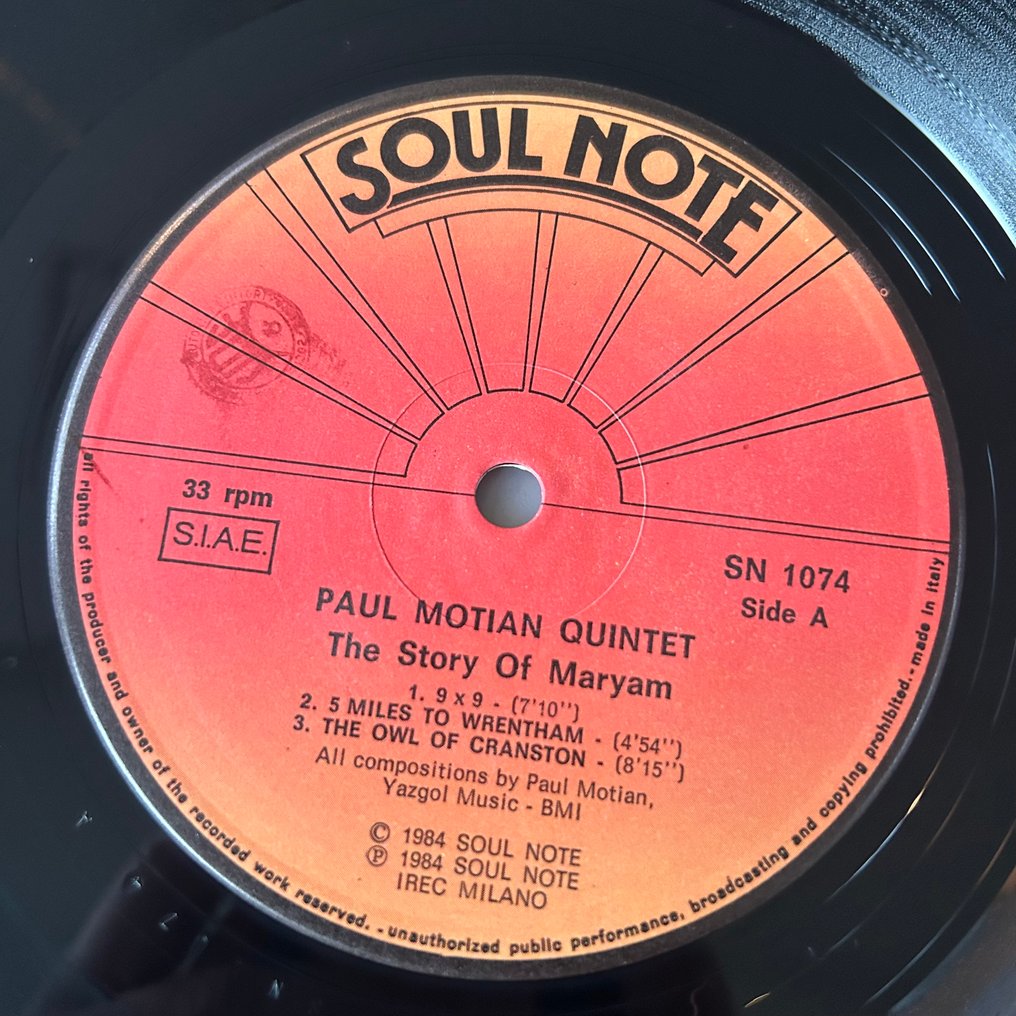 SOUL NOTE
33 rpm
S.I.A.E.
SN 1074
Side A
PAUL MOTIAN QUINTET
The Story Of Maryam
1. 9 x 9 - (7'10'')
2. 5 MILES TO WRENTHAM - (4'54'')
3. THE OWL OF CRANSTON - (8'15'')
All compositions by Paul Motian,
Yazgol Music - BMI
© 1984 SOUL NOTE
℗ 1984 SOUL NOTE
IREC MILANO
all rights of the producer and owner of the recorded work reserved. - unauthorized public performance, broadcasting and copying prohibited. - made in Italy